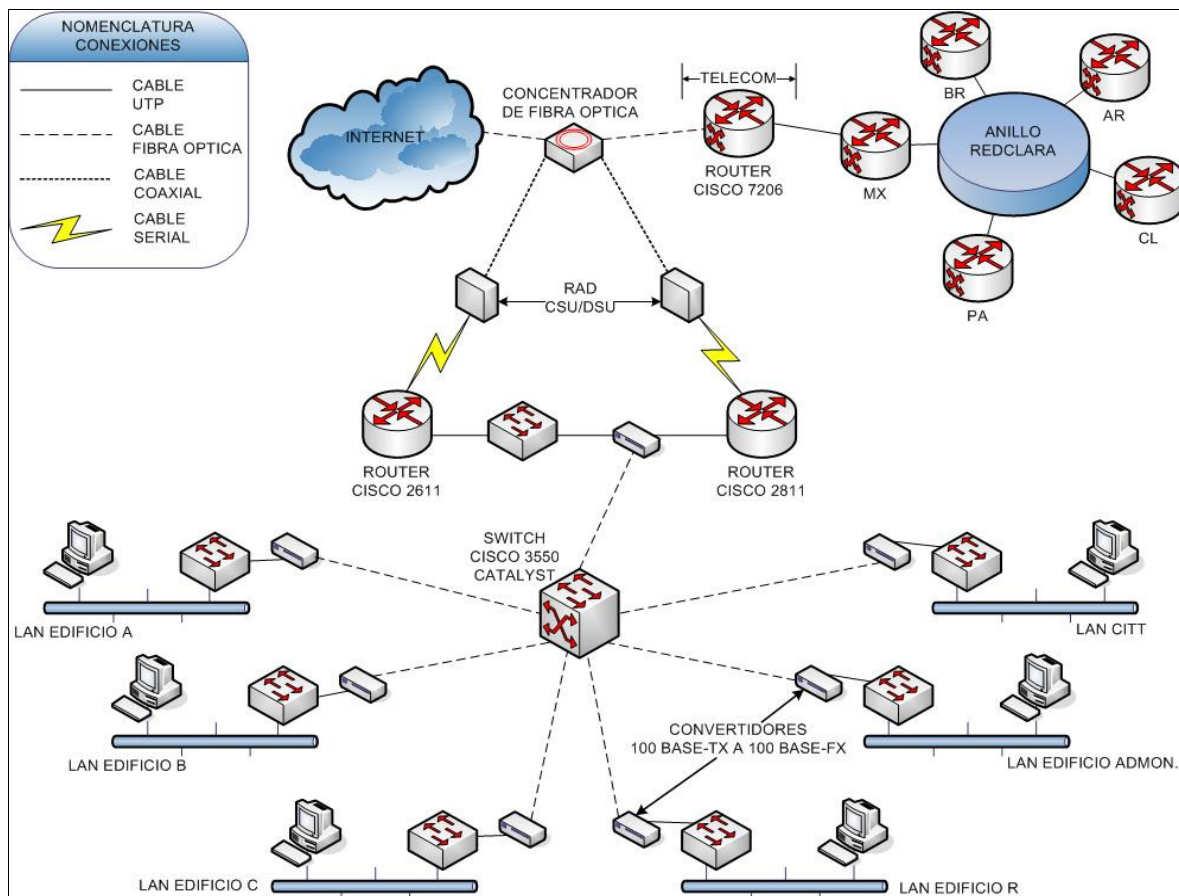 NOMENCLATURA
CONEXIONES
CABLE
UTP
CABLE
FIBRA OPTICA
CABLE
COAXIAL
CABLE
SERIAL
INTERNET
CONCENTRADOR
DE FIBRA OPTICA
TELECOM
ROUTER
CISCO 7206
MX
BR
AR
ANILLO
REDCLARA
CL
PA
RAD
CSU/DSU
ROUTER
CISCO 2611
ROUTER
CISCO 2811
SWITCH
CISCO 3550
CATALYST
LAN EDIFICIO A
LAN CITT
LAN EDIFICIO B
CONVERTIDORES
100 BASE-TX A 100 BASE-FX
LAN EDIFICIO ADMON.
LAN EDIFICIO C
LAN EDIFICIO R